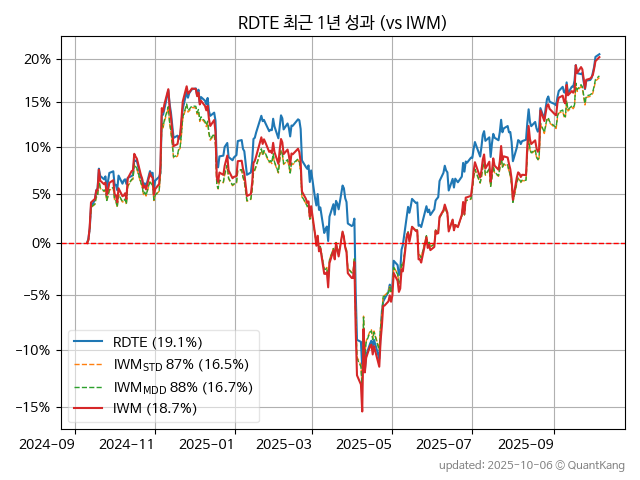 RDTE 최근 1년 성과 (vs IWM)
20%
15%
10%
5%
0%
−5%
−10%
−15%
RDTE (19.1%)
IWM_STD 87% (16.5%)
IWM_MDD 88% (16.7%)
IWM (18.7%)
2024-09 2024-11 2025-01 2025-03 2025-05 2025-07 2025-09
updated: 2025-10-06 © QuantKang